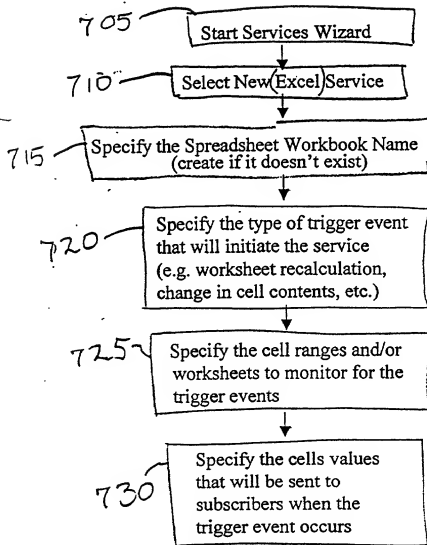 705
Start Services Wizard
710
Select New (Excel) Service
715
Specify the Spreadsheet Workbook Name
(create if it doesn't exist)
720
Specify the type of trigger event
that will initiate the service
(e.g. worksheet recalculation,
change in cell contents, etc.)
725
Specify the cell ranges and/or
worksheets to monitor for the
trigger events
730
Specify the cells values
that will be sent to
subscribers when the
trigger event occurs